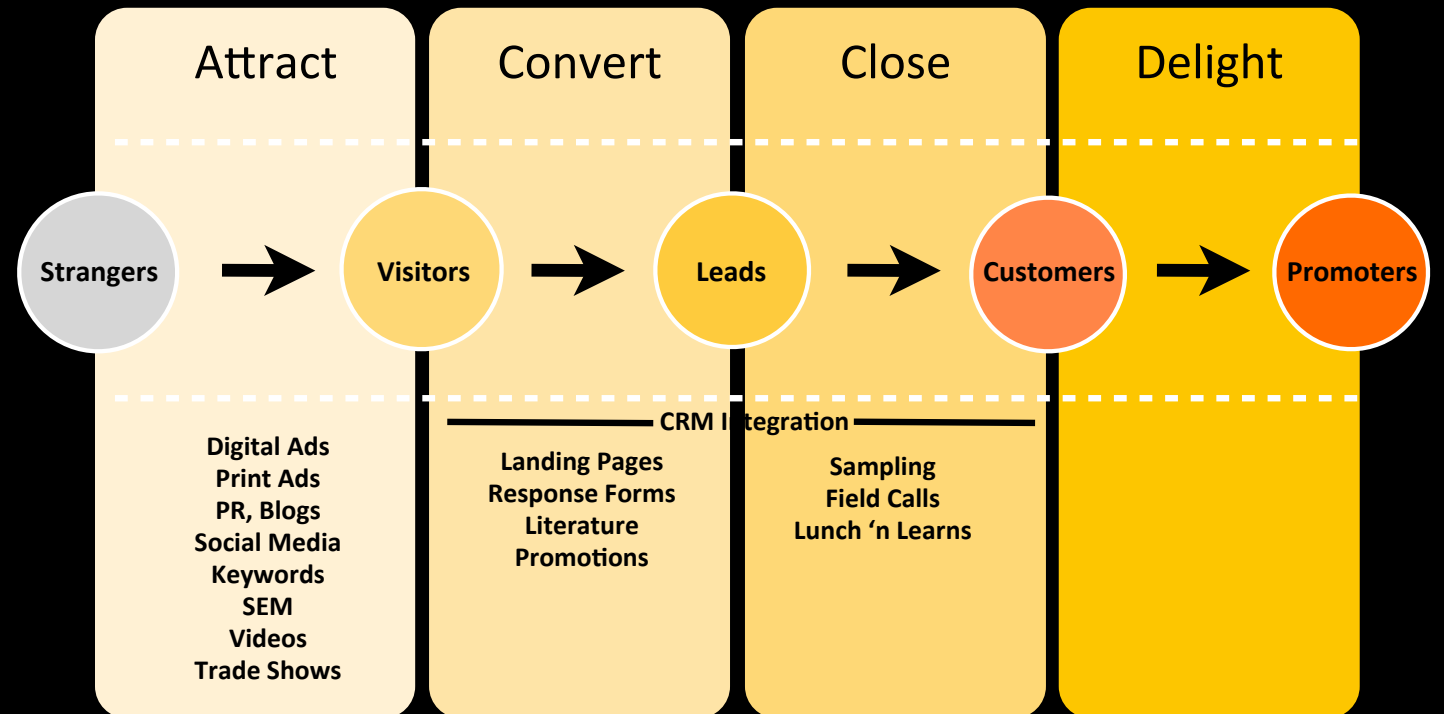 Attract
Convert
Close
Delight
Strangers
Visitors
Leads
Customers
Promoters
CRM Integration
Digital Ads
Print Ads
PR, Blogs
Social Media
Keywords
SEM
Videos
Trade Shows
Landing Pages
Response Forms
Literature
Promotions
Sampling
Field Calls
Lunch ‘n Learns